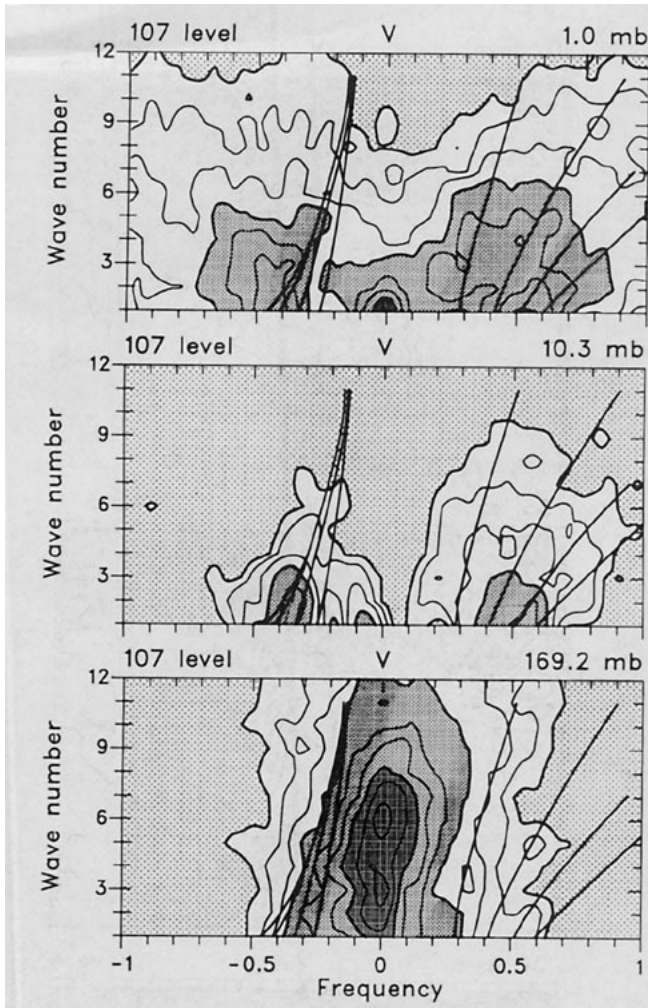 107 level V 1.0 mb
12
9
6
3
Wave number
107 level V 10.3 mb
12
9
6
3
Wave number
107 level V 169.2 mb
12
9
6
3
Wave number
-1 -0.5 0 0.5 1
Frequency